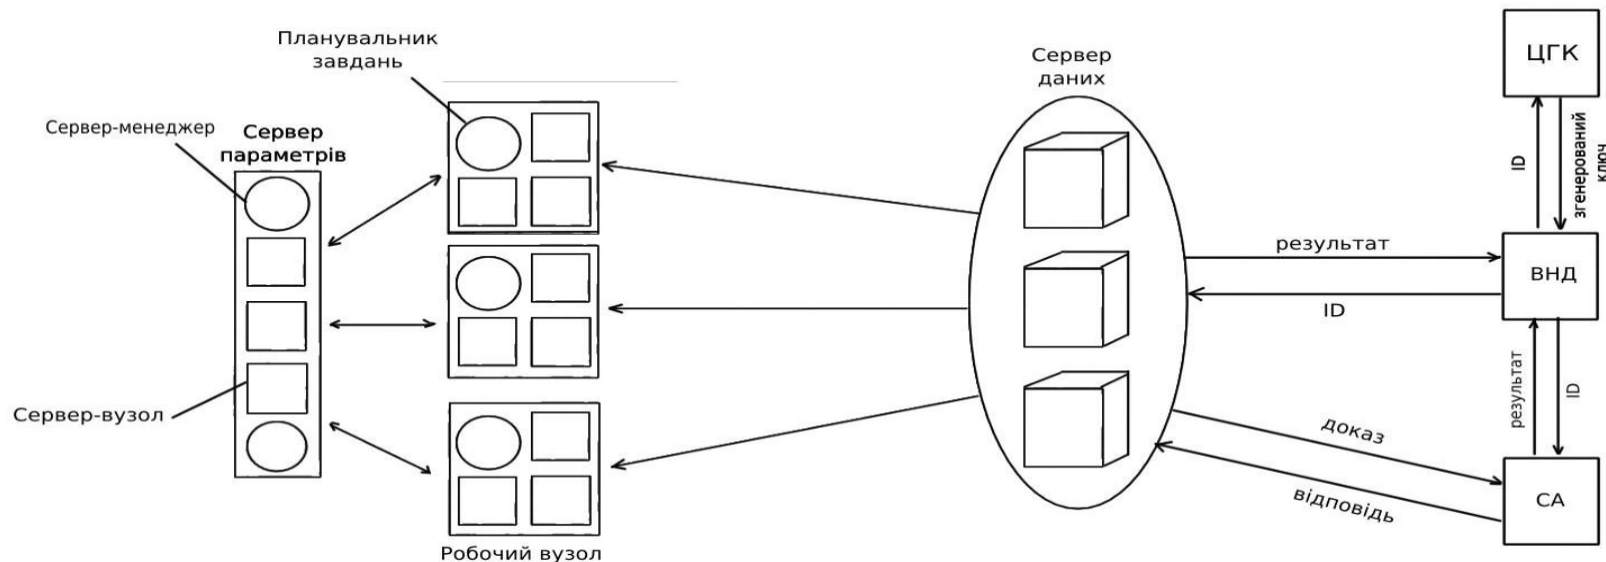 Планувальник
завдань
Сервер-менеджер
Сервер
параметрів
Сервер-вузол
Робочий вузол
Сервер
даних
результат
ID
доказ
відповідь
ЦГК
ID
згенерований
ключ
ВНД
результат
ID
СА